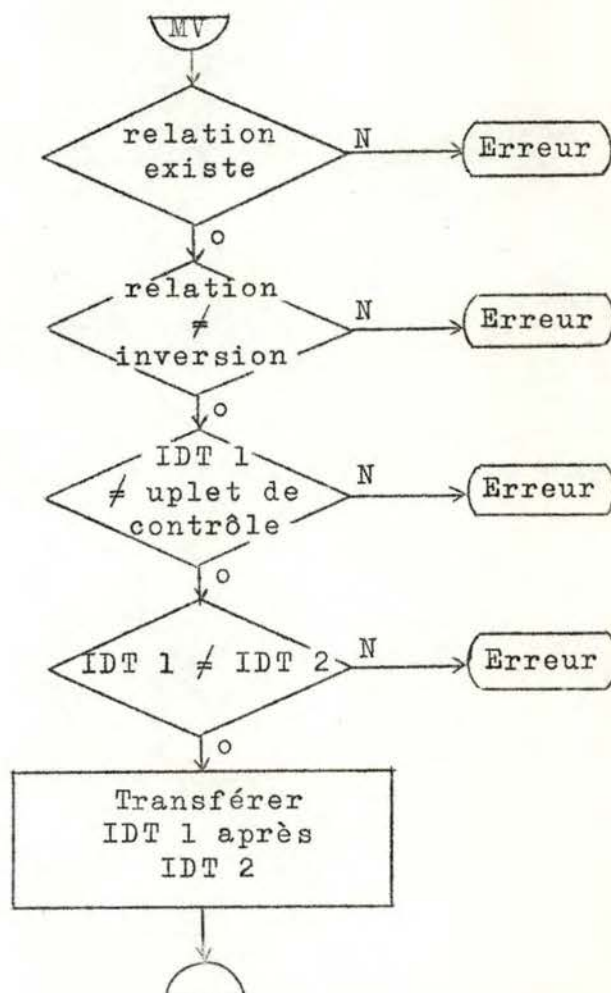 MV
relation
existe
N
Erreur
o
rélation
≠
inversion
N
Erreur
o
IDT 1
≠ uplet de
contrôle
N
Erreur
o
IDT 1 ≠ IDT 2
N
Erreur
o
Transférer
IDT 1 après
IDT 2